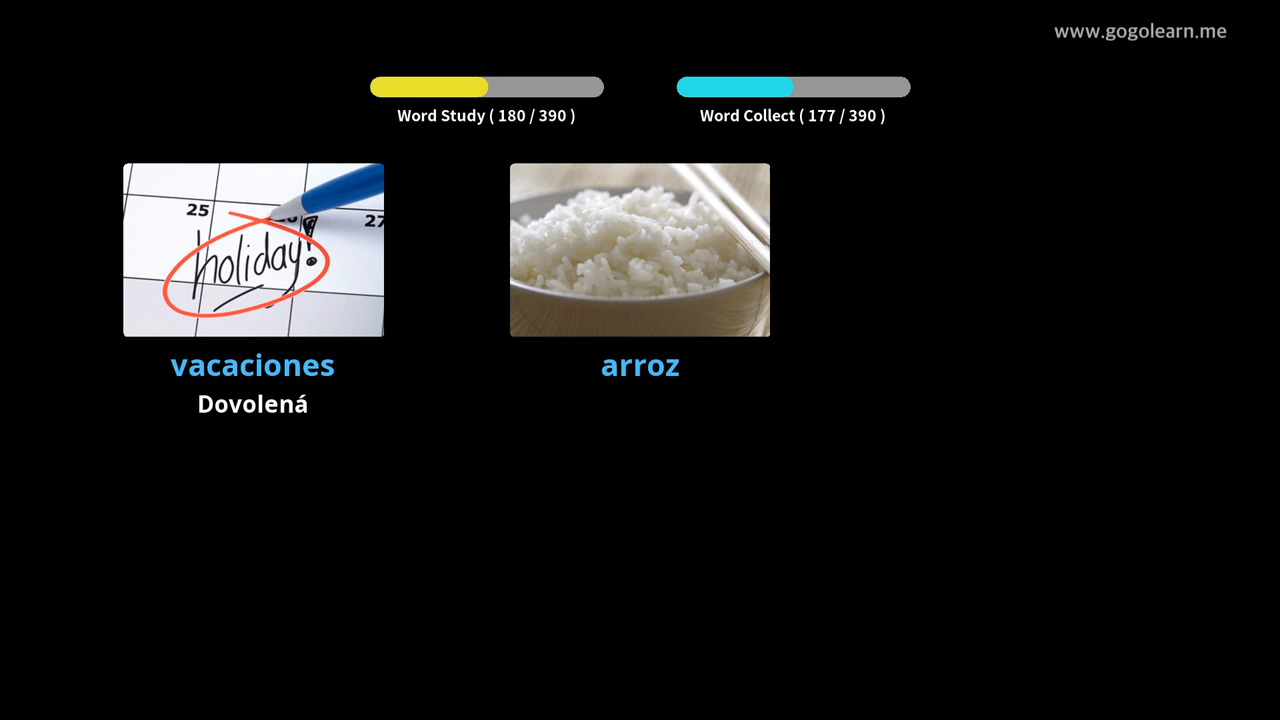 www.gogolearn.me
Word Study ( 180 / 390 )
Word Collect ( 177 / 390 )
25
27
holiday!
vacaciones
arroz
Dovolená